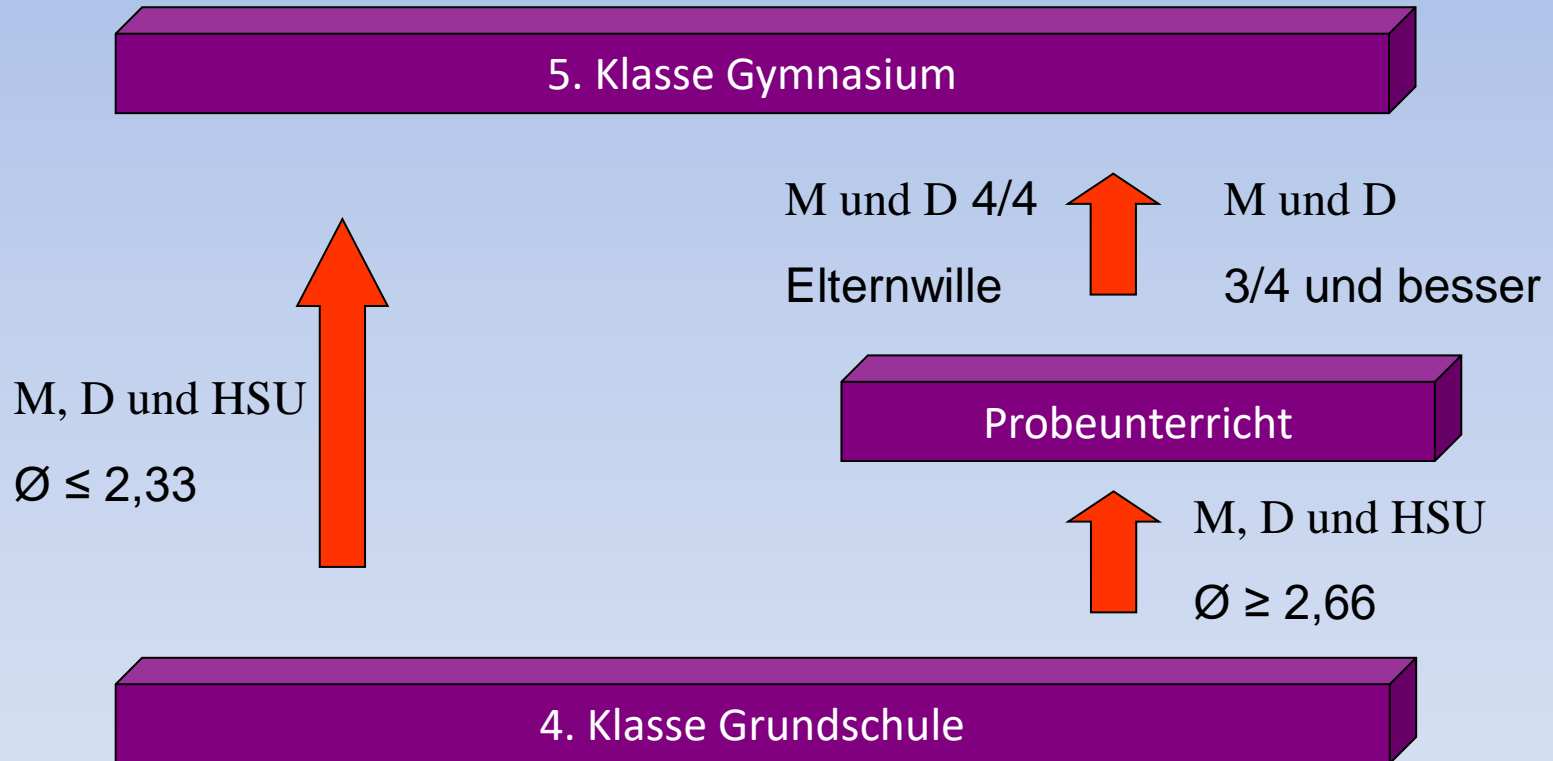 5. Klasse Gymnasium
M und D 4/4
Elternwille
M und D
3/4 und besser
M, D und HSU
Ø ≤ 2,33
Probeunterricht
M, D und HSU
Ø ≥ 2,66
4. Klasse Grundschule